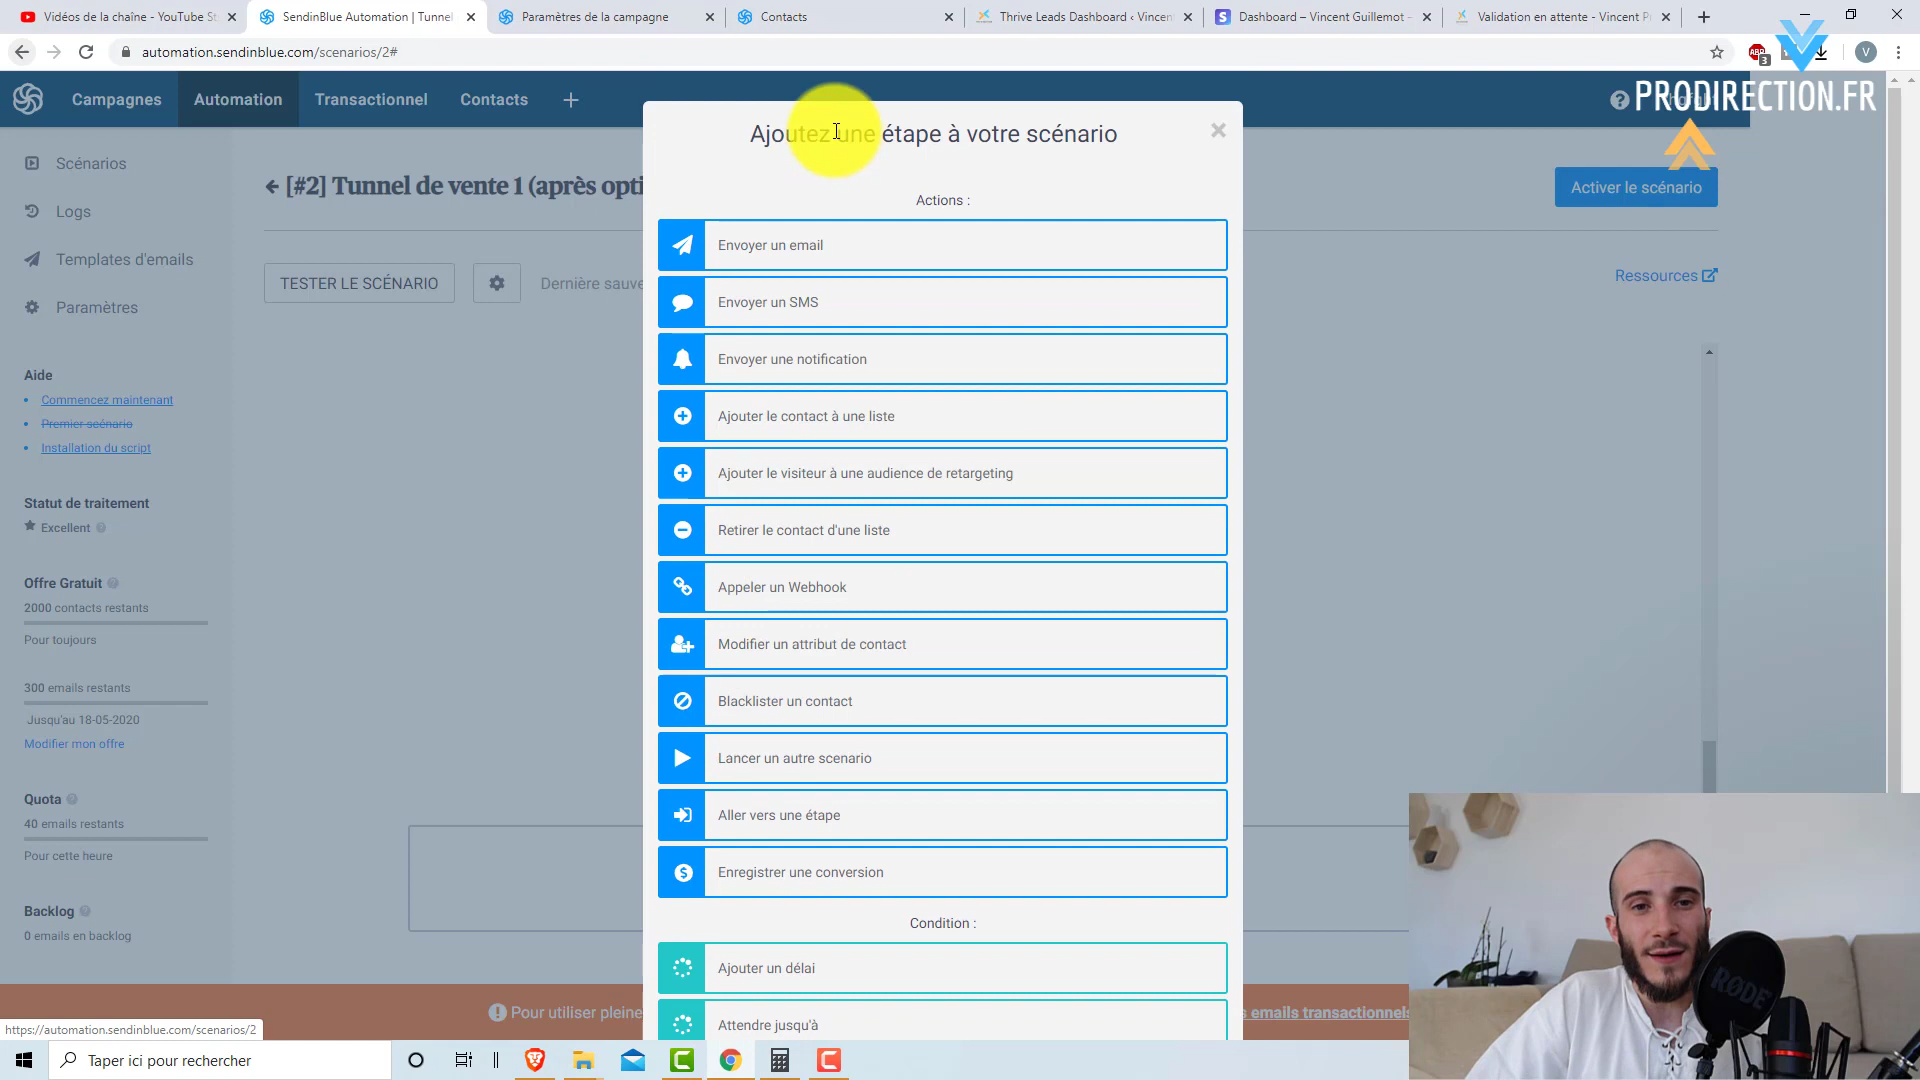 Vidéos de la chaîne - YouTube St
SendinBlue Automation | Tunnel
Paramètres de la campagne
Contacts
Thrive Leads Dashboard ‹ Vincen
Dashboard – Vincent Guillemot -
Validation en attente - Vincent P
automation.sendinblue.com/scenarios/2#
3
V
PRODIRECTION.FR
Campagnes
Automation
Transactionnel
Contacts
Scénarios
Logs
Templates d'emails
Paramètres
Aide
Commencez maintenant
Premier scénario
Installation du script
Statut de traitement
Excellent
Offre Gratuit
2000 contacts restants
Pour toujours
300 emails restants
Jusqu'au 18-05-2020
Modifier mon offre
Quota
40 emails restants
Pour cette heure
Backlog
0 emails en backlog
[#2] Tunnel de vente 1 (après opti
Activer le scénario
TESTER LE SCÉNARIO
Dernière sauve
Ressources
Ajoutez une étape à votre scénario
Actions :
Envoyer un email
Envoyer un SMS
Envoyer une notification
Ajouter le contact à une liste
Ajouter le visiteur à une audience de retargeting
Retirer le contact d'une liste
Appeler un Webhook
Modifier un attribut de contact
Blacklister un contact
Lancer un autre scenario
Aller vers une étape
Enregistrer une conversion
Condition :
Ajouter un délai
Attendre jusqu'à
Pour utiliser pleine
s emails transactionnels
RØDE
https://automation.sendinblue.com/scenarios/2
Taper ici pour rechercher